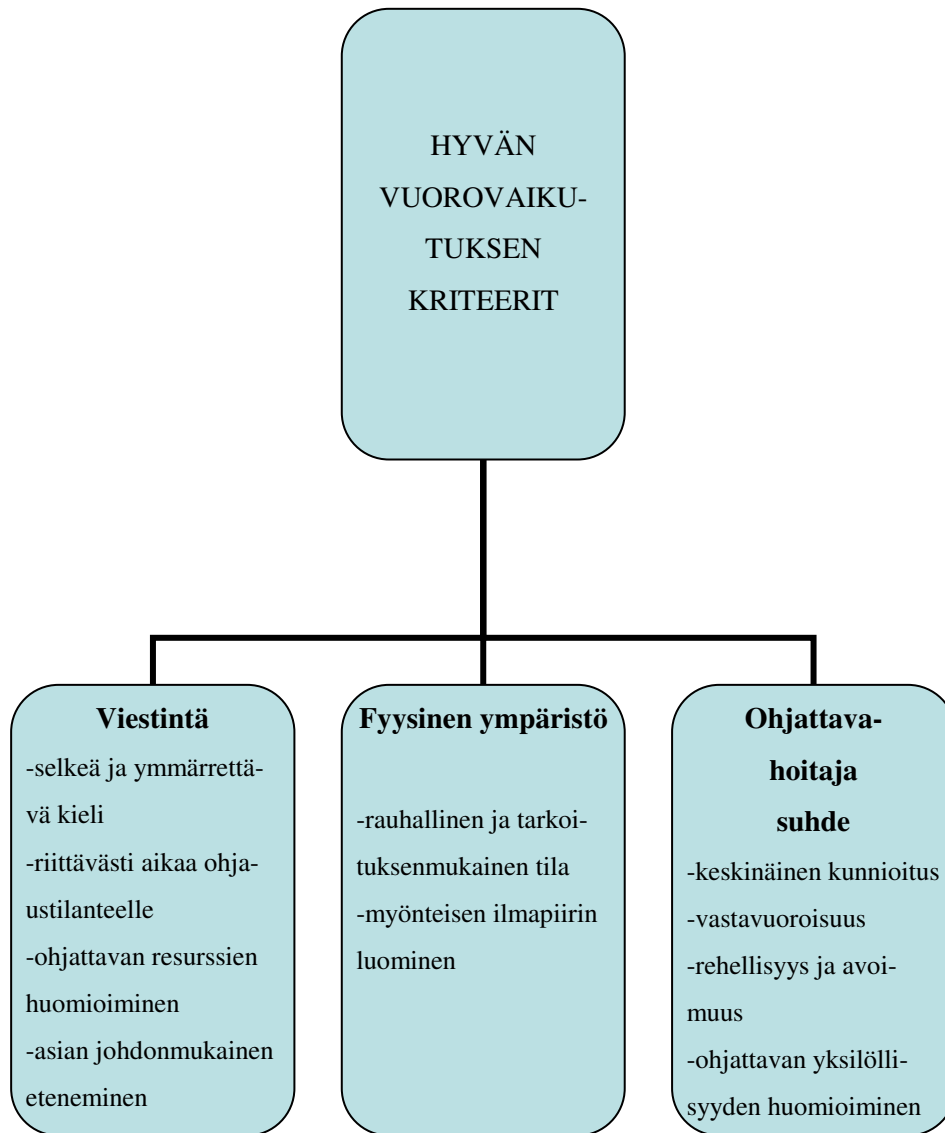 HYVÄN
VUOROVAIKU-
TUKSEN
KRITEERIT
Viestintä
-selkeä ja ymmärrettä-
vä kieli
-riittävästi aikaa ohja-
ustilanteelle
-ohjattavan resurssien
huomioiminen
-asian johdonmukainen
eteneminen
Fyysinen ympäristö
-rauhallinen ja tarkoi-
tuksenmukainen tila
-myönteisen ilmapiirin
luominen
Ohjattava-
hoitaja
suhde
-keskinäinen kunnioitus
-vastavuoroisuus
-rehellisyys ja avoi-
muus
-ohjattavan yksilölli-
syyden huomioiminen